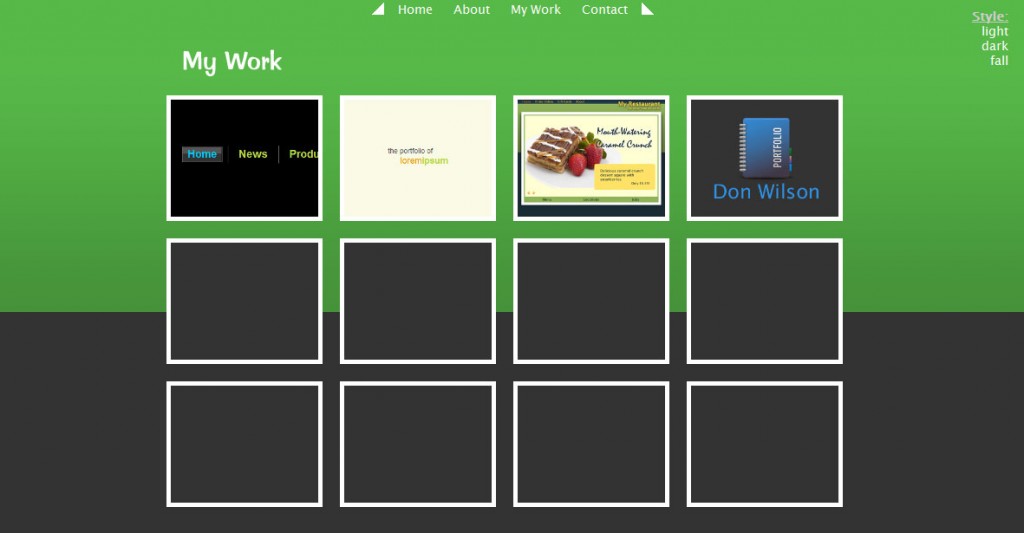 Home About My Work Contact
Style:
light
dark
fall
My Work
Home News Produ
the portfolio of
loremipsum
My Restaurant
Mouth-Watering
Caramel Crunch
PORTFOLIO
Don Wilson